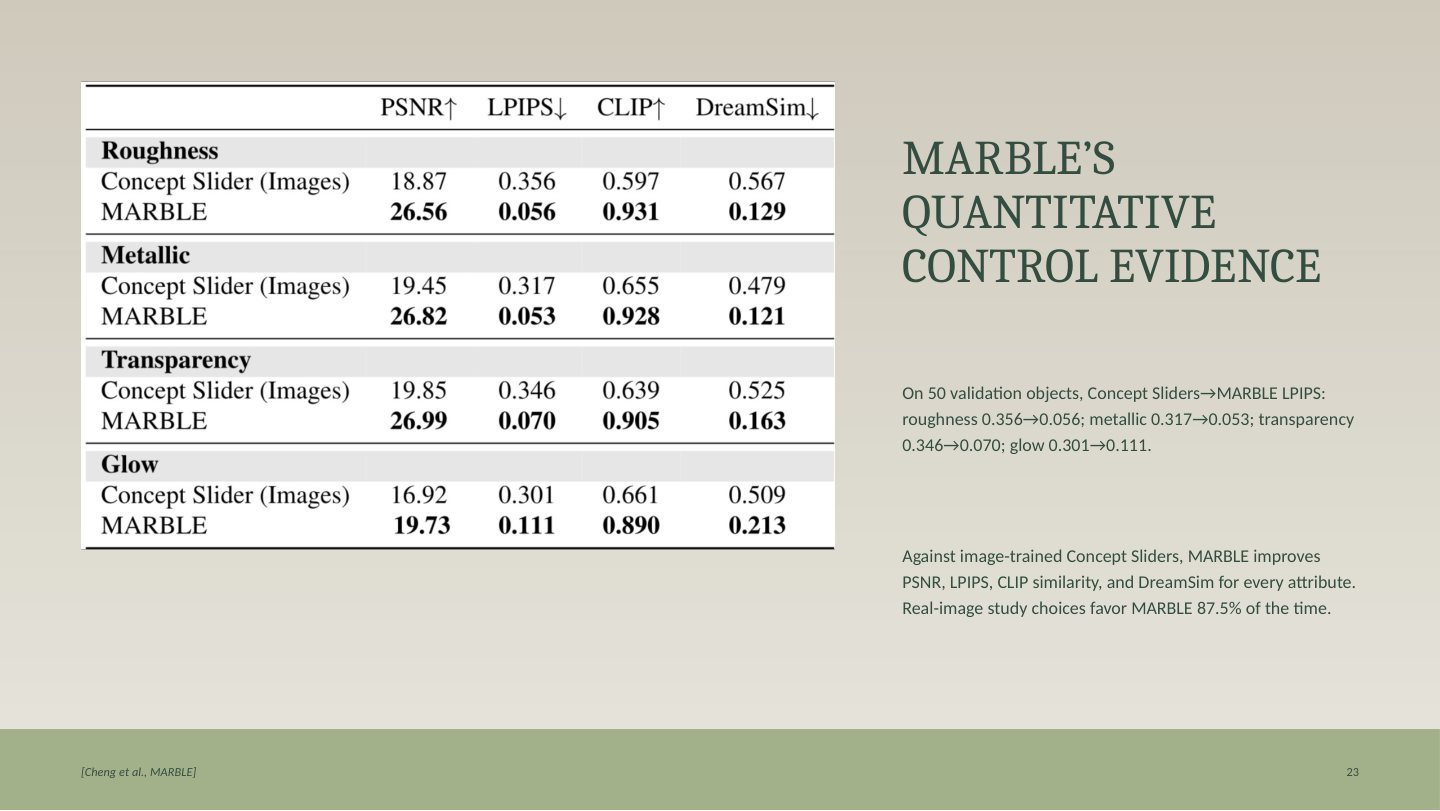 PSNR↑ LPIPS↓ CLIP↑ DreamSim↓
Roughness
Concept Slider (Images) 18.87 0.356 0.597 0.567
MARBLE 26.56 0.056 0.931 0.129
Metallic
Concept Slider (Images) 19.45 0.317 0.655 0.479
MARBLE 26.82 0.053 0.928 0.121
Transparency
Concept Slider (Images) 19.85 0.346 0.639 0.525
MARBLE 26.99 0.070 0.905 0.163
Glow
Concept Slider (Images) 16.92 0.301 0.661 0.509
MARBLE 19.73 0.111 0.890 0.213
MARBLE’S
QUANTITATIVE
CONTROL EVIDENCE
On 50 validation objects, Concept Sliders→MARBLE LPIPS:
roughness 0.356→0.056; metallic 0.317→0.053; transparency
0.346→0.070; glow 0.301→0.111.
Against image-trained Concept Sliders, MARBLE improves
PSNR, LPIPS, CLIP similarity, and DreamSim for every attribute.
Real-image study choices favor MARBLE 87.5% of the time.
[Cheng et al., MARBLE]
23